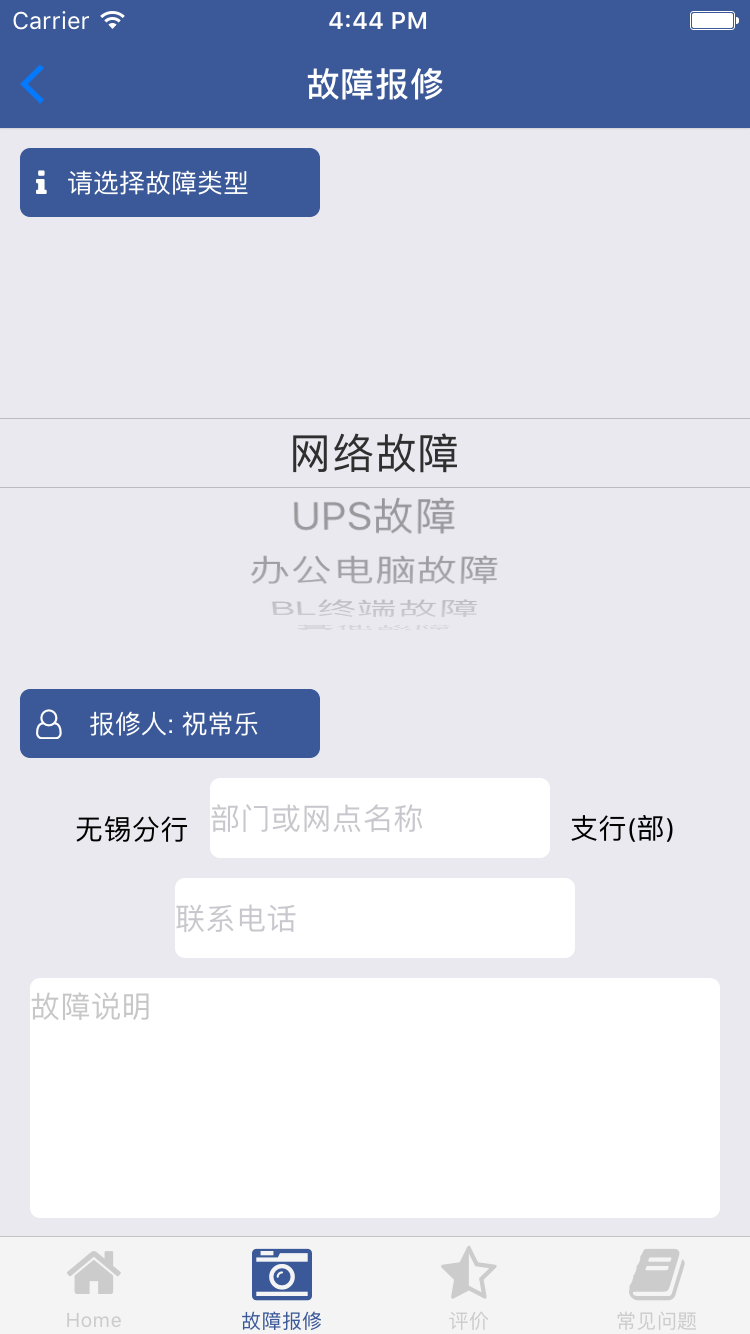 Carrier 4:44 PM
故障报修
请选择故障类型
网络故障
UPS故障
办公电脑故障
BL终端故障
报修人: 祝常乐
无锡分行 部门或网点名称 支行(部)
联系电话
故障说明
Home 故障报修 评价 常见问题